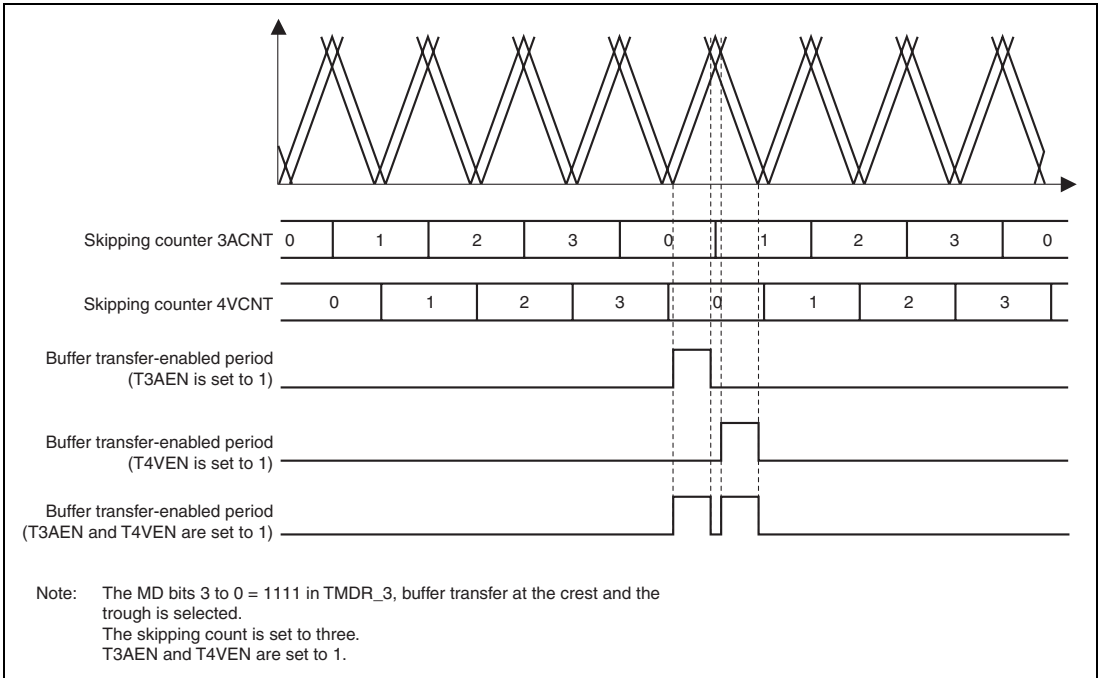 Skipping counter 3ACNT 0 1 2 3 0 1 2 3 0
Skipping counter 4VCNT 0 1 2 3 0 1 2 3
Buffer transfer-enabled period
(T3AEN is set to 1)
Buffer transfer-enabled period
(T4VEN is set to 1)
Buffer transfer-enabled period
(T3AEN and T4VEN are set to 1)
Note: The MD bits 3 to 0 = 1111 in TMDR_3, buffer transfer at the crest and the
trough is selected.
The skipping count is set to three.
T3AEN and T4VEN are set to 1.